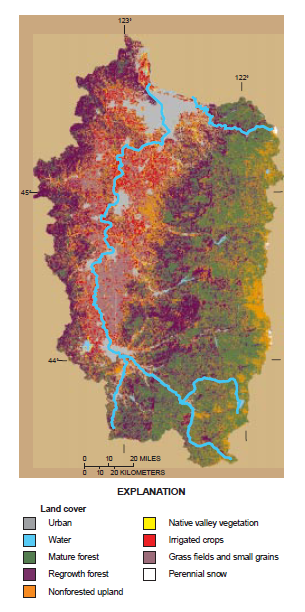 123°
122°
45°
44°
0 10 20 MILES
0 10 20 KILOMETERS
EXPLANATION
Land cover
Urban
Water
Mature forest
Regrowth forest
Nonforested upland
Native valley vegetation
Irrigated crops
Grass fields and small grains
Perennial snow